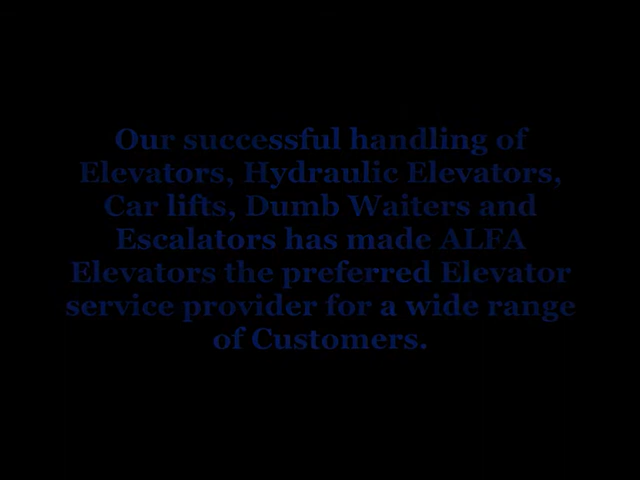 Our successful handling of
Elevators, Hydraulic Elevators,
Car lifts, Dumb Waiters and
Escalators has made ALFA
Elevators the preferred Elevator
service provider for a wide range
of Customers.